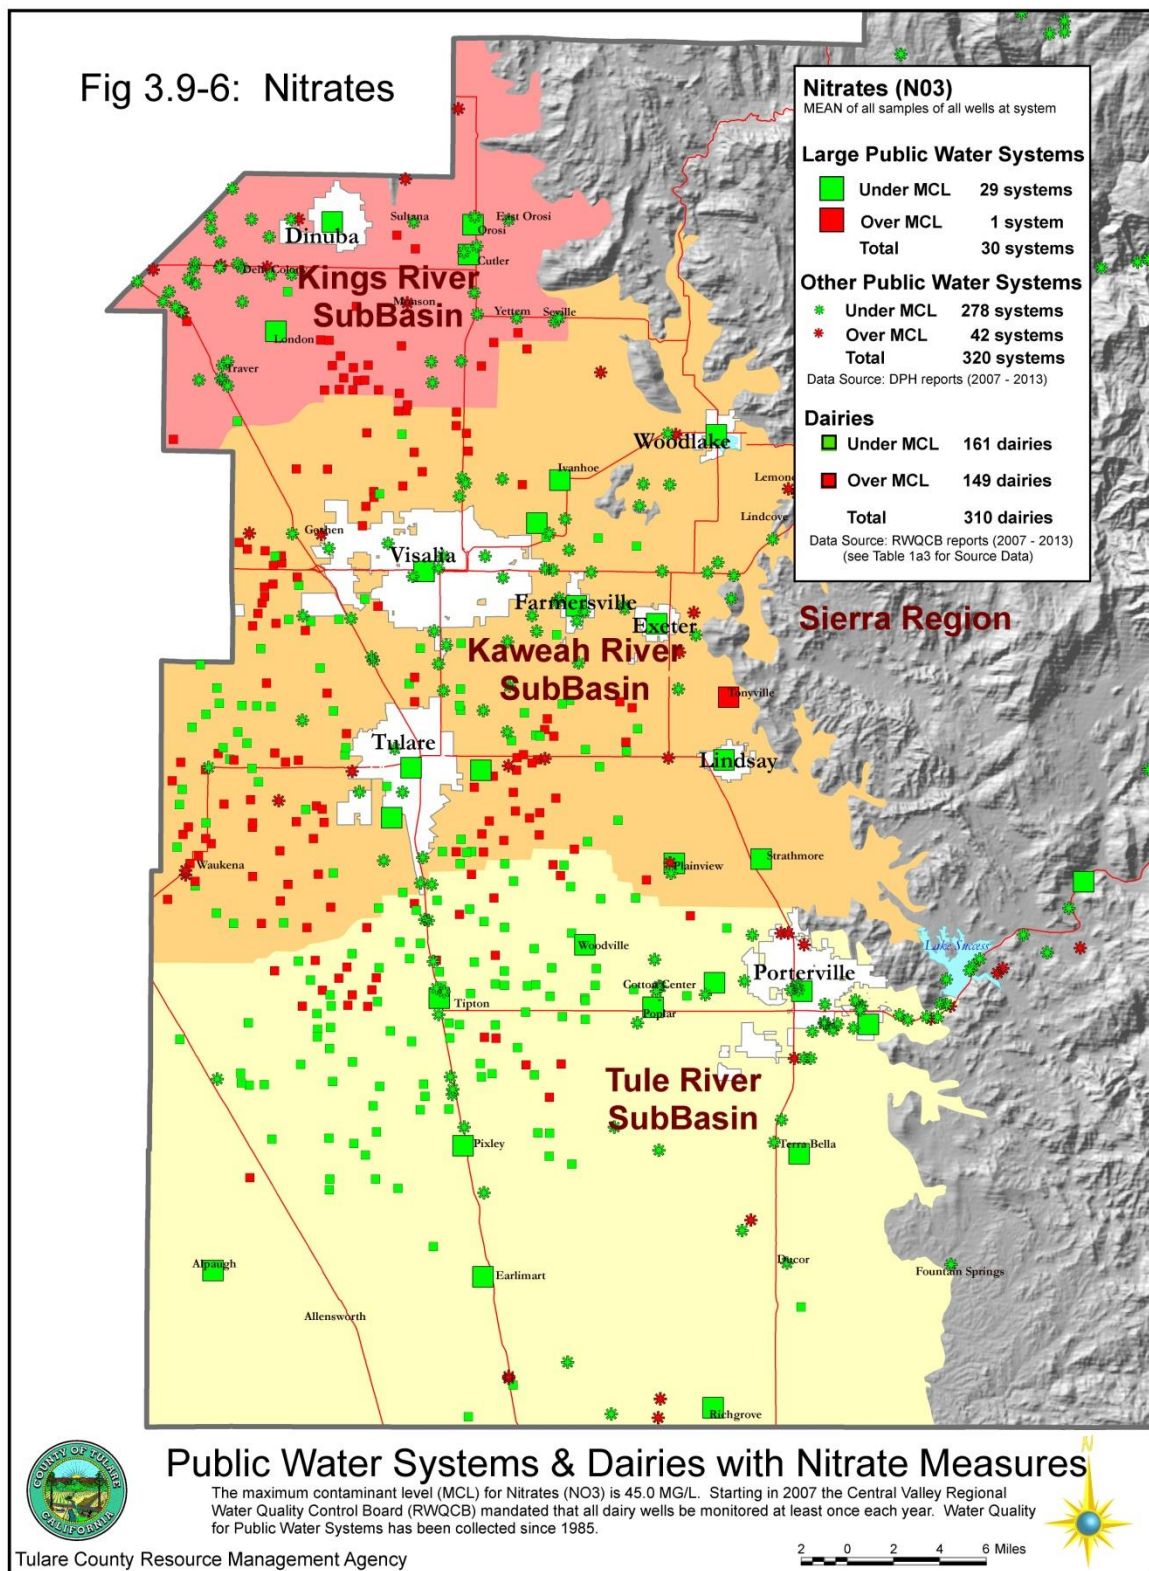 Fig 3.9-6: Nitrates
Nitrates (N03)
MEAN of all samples of all wells at system
Large Public Water Systems
Under MCL 29 systems
Over MCL 1 system
Total 30 systems
Other Public Water Systems
Under MCL 278 systems
Over MCL 42 systems
Total 320 systems
Data Source: DPH reports (2007 - 2013)
Dairies
Under MCL 161 dairies
Over MCL 149 dairies
Total 310 dairies
Data Source: RWQCB reports (2007 - 2013)
(see Table 1a3 for Source Data)
Sultana
East Orosi
Orosi
Dinuba
Cutler
Kings River
SubBasin
Monson
Yettem
Seville
London
Traver
Woodlake
Ivanhoe
Lemon
Lindcove
Goshen
Visalia
Farmersville
Exeter
Sierra Region
Kaweah River
SubBasin
Tonyville
Tulare
Lindsay
Waukena
Plainview
Strathmore
Woodville
Lake Success
Porterville
Cotton Center
Tipton
Poplar
Tule River
SubBasin
Pixley
Terra Bella
Alpaugh
Earlimart
Ducor
Fountain Springs
Allensworth
Richgrove
COUNTY OF TULARE
CALIFORNIA
Public Water Systems & Dairies with Nitrate Measures
N
The maximum contaminant level (MCL) for Nitrates (NO3) is 45.0 MG/L. Starting in 2007 the Central Valley Regional
Water Quality Control Board (RWQCB) mandated that all dairy wells be monitored at least once each year. Water Quality
for Public Water Systems has been collected since 1985.
Tulare County Resource Management Agency
2 0 2 4 6 Miles